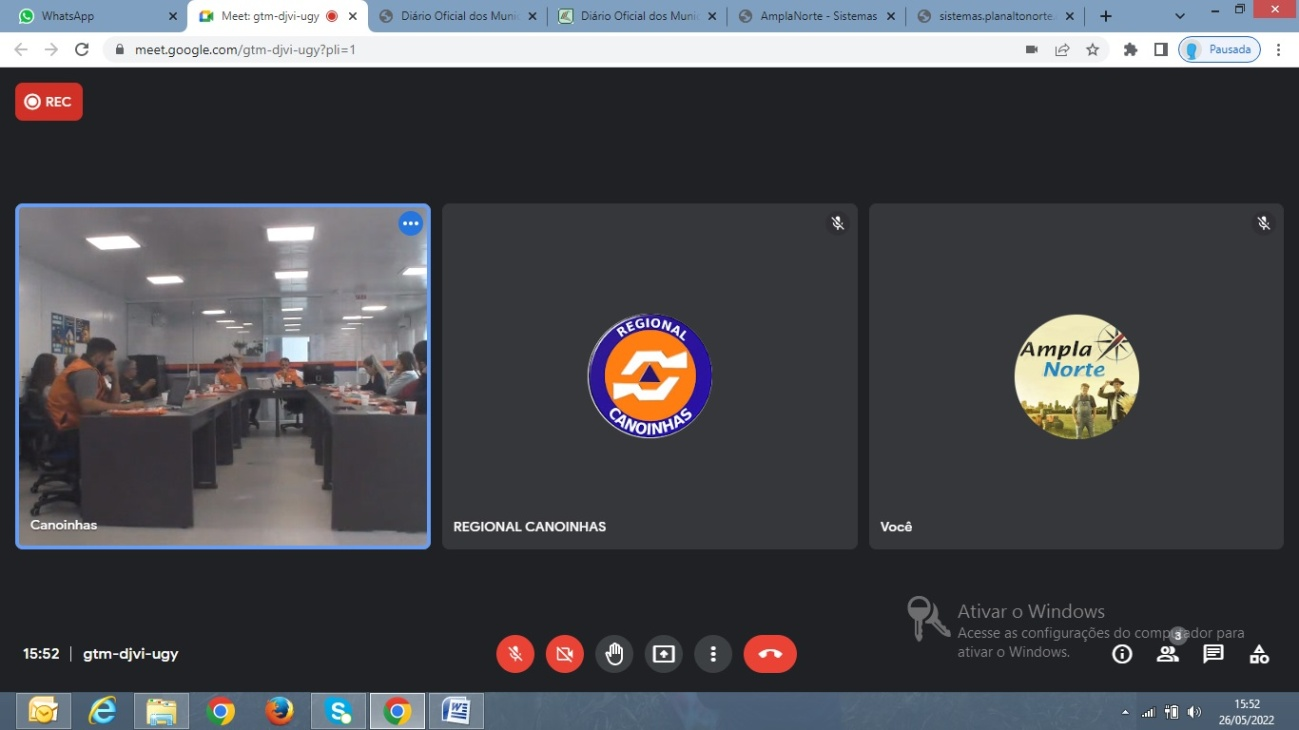 WhatsApp
Meet: gtm-djvi-ugy
Diário Oficial dos Muni
Diário Oficial dos Muni
AmplaNorte - Sistemas
sistemas.planaltonorte.
meet.google.com/gtm-djvi-ugy?pli=1
Pausada
REC
REGIONAL
CANOINHAS
Ampla
Norte
Canoinhas
REGIONAL CANOINHAS
Você
Ativar o Windows
Acesse as configurações do computador para
ativar o Windows.
3
15:52 | gtm-djvi-ugy
15:52
26/05/2022